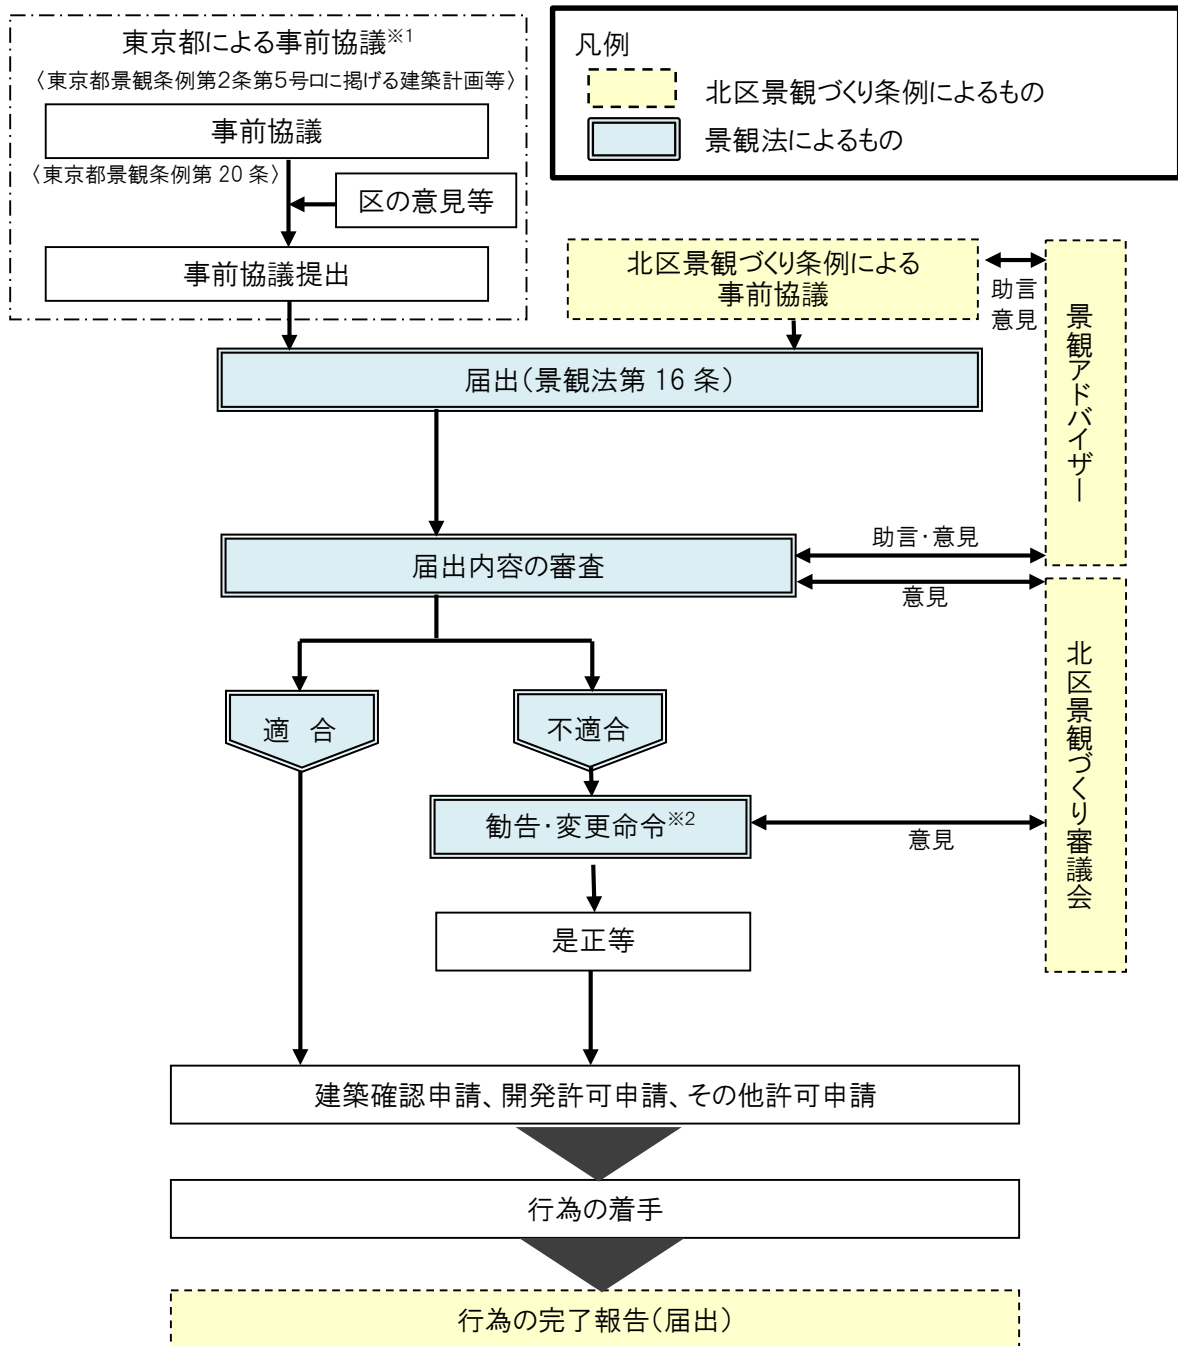 東京都による事前協議※1
〈東京都景観条例第2条第5号ロに掲げる建築計画等〉
事前協議
〈東京都景観条例第 20 条〉
区の意見等
事前協議提出
凡例
北区景観づくり条例によるもの
景観法によるもの
北区景観づくり条例による
事前協議
助言
意見
景観アドバイザー
届出(景観法第 16 条)
届出内容の審査
助言・意見
意見
北区景観づくり審議会
適 合
不適合
勧告・変更命令※2
意見
是正等
建築確認申請、開発許可申請、その他許可申請
行為の着手
行為の完了報告(届出)